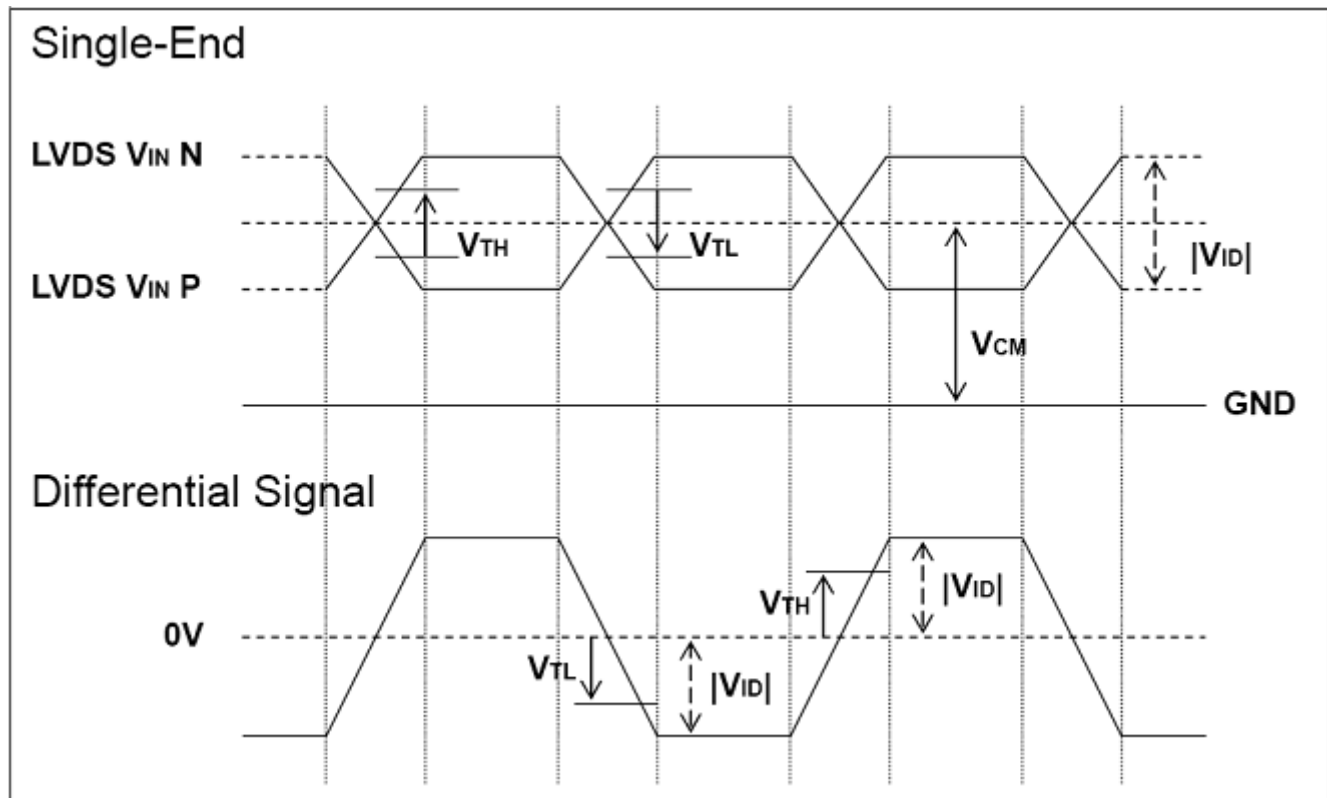 Single-End
LVDS VIN N
VTH
VTL
|VID|
LVDS VIN P
VCM
GND
Differential Signal
VTH
|VID|
0V
VTL
|VID|